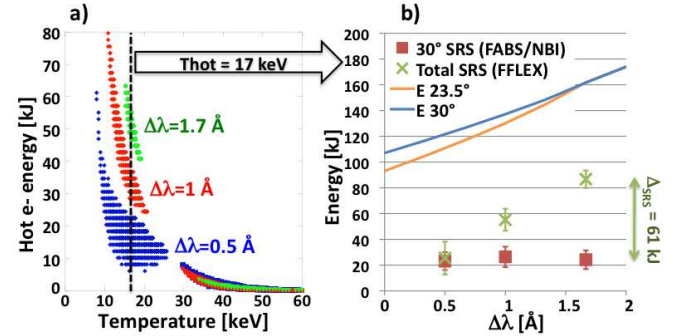 a)
b)
Thot = 17 keV
80
70
60
50
40
30
20
10
0
Hot e- energy [kJ]
Δλ=1.7 Å
Δλ=1 Å
Δλ=0.5 Å
0 10 20 30 40 50 60
Temperature [keV]
200
180
160
140
120
100
80
60
40
20
0
Energy [kJ]
30° SRS (FABS/NBI)
Total SRS (FFLEX)
E 23.5°
E 30°
ΔSRS = 61 kJ
0 0.5 1 1.5 2
Δλ [Å]